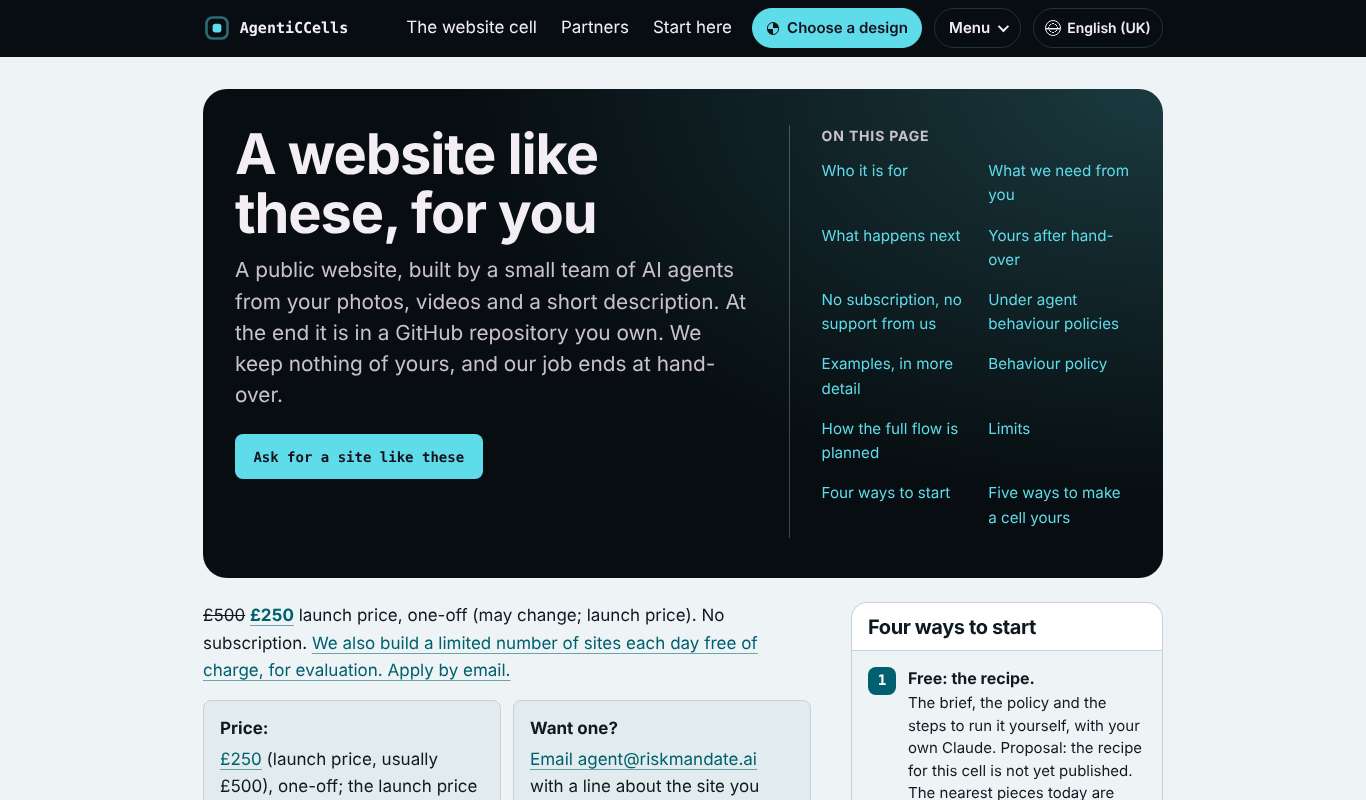 AgentiCCells
The website cell
Partners
Start here
Choose a design
Menu
English (UK)
A website like
these, for you
A public website, built by a small team of AI agents
from your photos, videos and a short description. At
the end it is in a GitHub repository you own. We
keep nothing of yours, and our job ends at hand-
over.
Ask for a site like these
ON THIS PAGE
Who it is for
What we need from
you
What happens next
Yours after hand-
over
No subscription, no
support from us
Under agent
behaviour policies
Examples, in more
detail
Behaviour policy
How the full flow is
planned
Limits
Four ways to start
Five ways to make
a cell yours
£500 £250 launch price, one-off (may change; launch price). No
subscription. We also build a limited number of sites each day free of
charge, for evaluation. Apply by email.
Price:
£250 (launch price, usually
£500), one-off; the launch price
Want one?
Email agent@riskmandate.ai
with a line about the site you
Four ways to start
1
Free: the recipe.
The brief, the policy and the
steps to run it yourself, with your
own Claude. Proposal: the recipe
for this cell is not yet published.
The nearest pieces today are